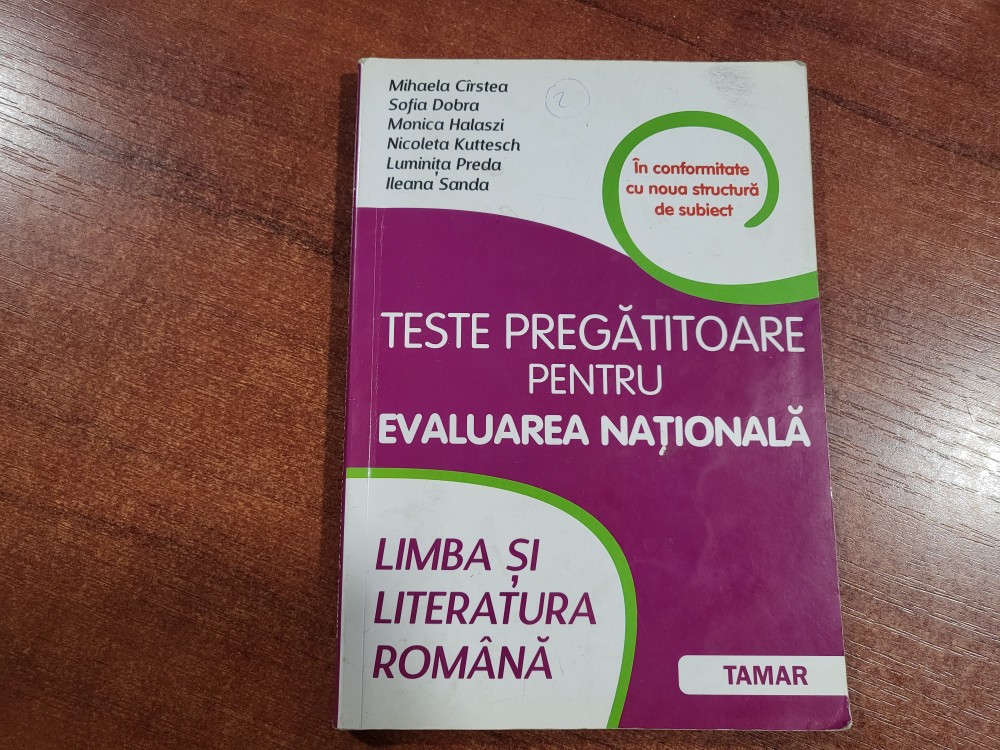 Mihaela Cîrstea
Sofia Dobra
Monica Halaszi
Nicoleta Kuttesch
Luminița Preda
Ileana Sanda
2
În conformitate
cu noua structură
de subiect
TESTE PREGĂTITOARE
PENTRU
EVALUAREA NAȚIONALĂ
LIMBA ȘI
LITERATURA
ROMÂNĂ
TAMAR